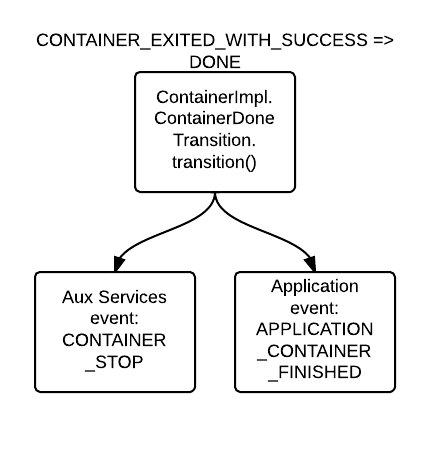 CONTAINER_EXITED_WITH_SUCCESS =>
DONE
ContainerImpl.
ContainerDone
Transition.
transition()
Aux Services
event:
CONTAINER
_STOP
Application
event:
APPLICATION
_CONTAINER
_FINISHED